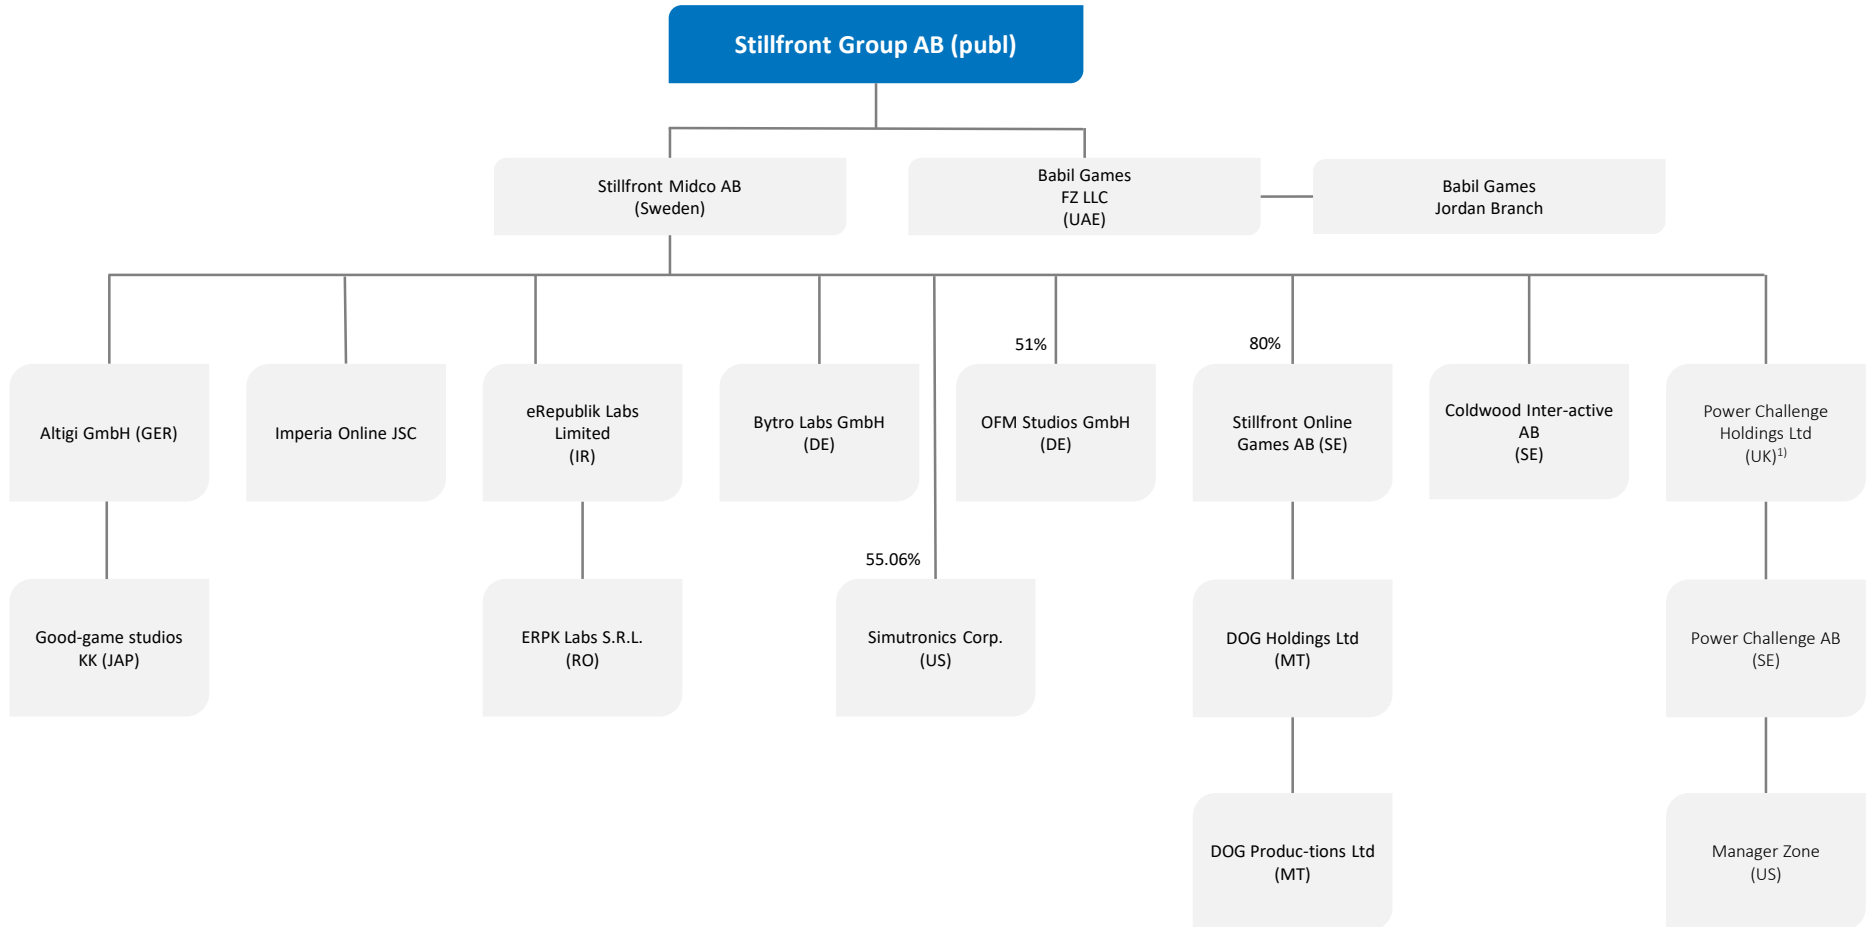 Stillfront Group AB (publ)
Stillfront Midco AB
(Sweden)
Babil Games
FZ LLC
(UAE)
Babil Games
Jordan Branch
51%
80%
Altigi GmbH (GER)
Imperia Online JSC
eRepublik Labs
Limited
(IR)
Bytro Labs GmbH
(DE)
OFM Studios GmbH
(DE)
Stillfront Online
Games AB (SE)
Coldwood Inter-active
AB
(SE)
Power Challenge
Holdings Ltd
(UK)1)
55.06%
Good-game studios
KK (JAP)
ERPK Labs S.R.L.
(RO)
Simutronics Corp.
(US)
DOG Holdings Ltd
(MT)
Power Challenge AB
(SE)
DOG Produc-tions Ltd
(MT)
Manager Zone
(US)